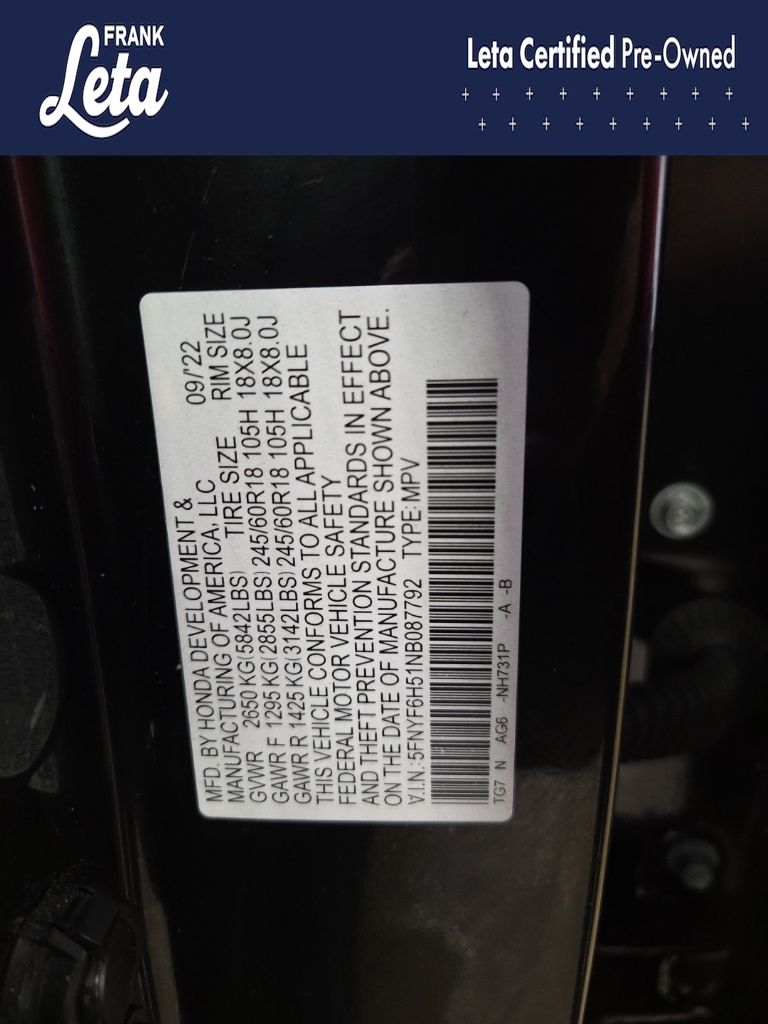 FRANK
Leta
Leta Certified Pre-Owned
MFD. BY HONDA DEVELOPMENT &
MANUFACTURING OF AMERICA, LLC 09/'22
GVWR 2650 KG(5842LBS) TIRE SIZE RIM SIZE
GAWR F 1295 KG(2855LBS) 245/60R18 105H 18X8.0J
GAWR R 1425 KG(3142LBS) 245/60R18 105H 18X8.0J
THIS VEHICLE CONFORMS TO ALL APPLICABLE
FEDERAL MOTOR VEHICLE SAFETY
AND THEFT PREVENTION STANDARDS IN EFFECT
ON THE DATE OF MANUFACTURE SHOWN ABOVE.
V.I.N.:5FNYF6H51NB087792 TYPE:MPV
TG7 N AG6 -NH731P -A -B